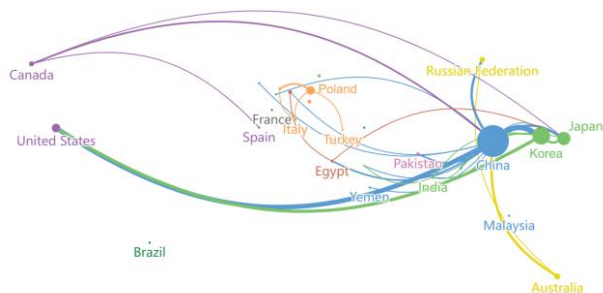 Canada
Russian Federation
Poland
France
Italy
United States
Spain
Turkey
Japan
Korea
Pakistan
China
Egypt
India
Yemen
Malaysia
Brazil
Australia